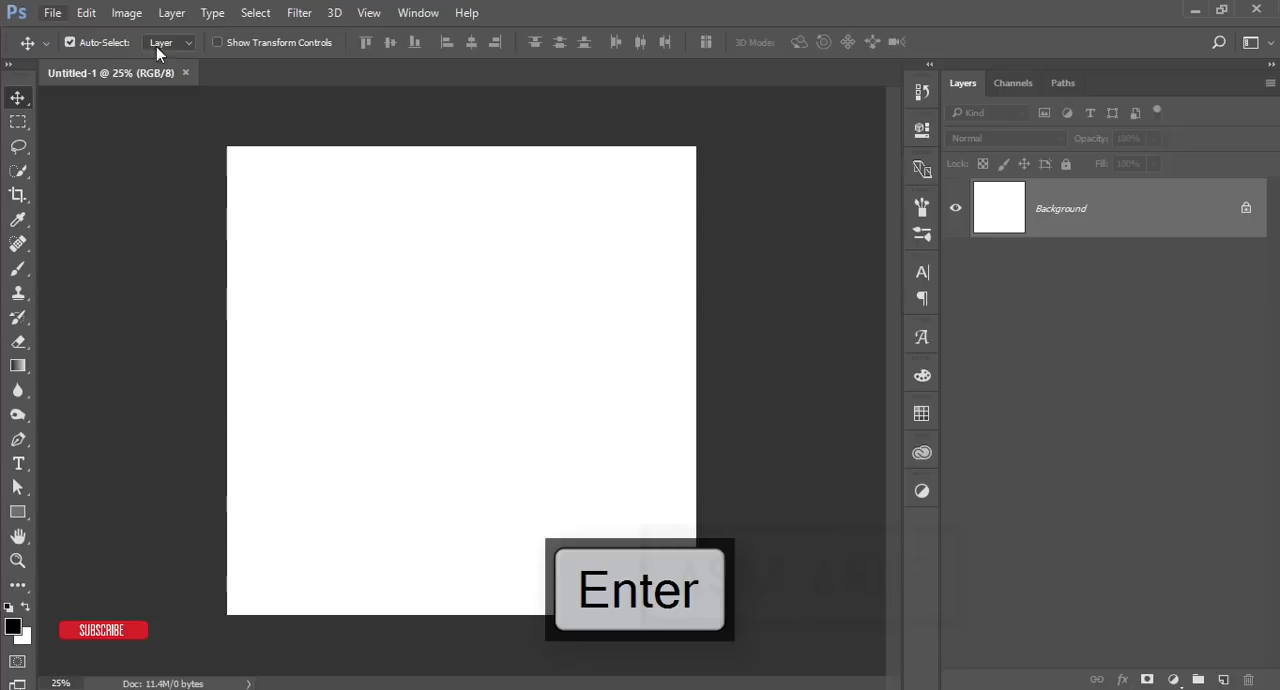 Ps File Edit Image Layer Type Select Filter 3D View Window Help
Auto-Select: Layer Show Transform Controls 3D Mode:
Untitled-1 @ 25% (RGB/8) ×
Layers Channels Paths
Kind
Normal Opacity: 100%
Lock: Fill: 100%
Background
Enter
SUBSCRIBE
25% Doc: 11.4M/0 bytes